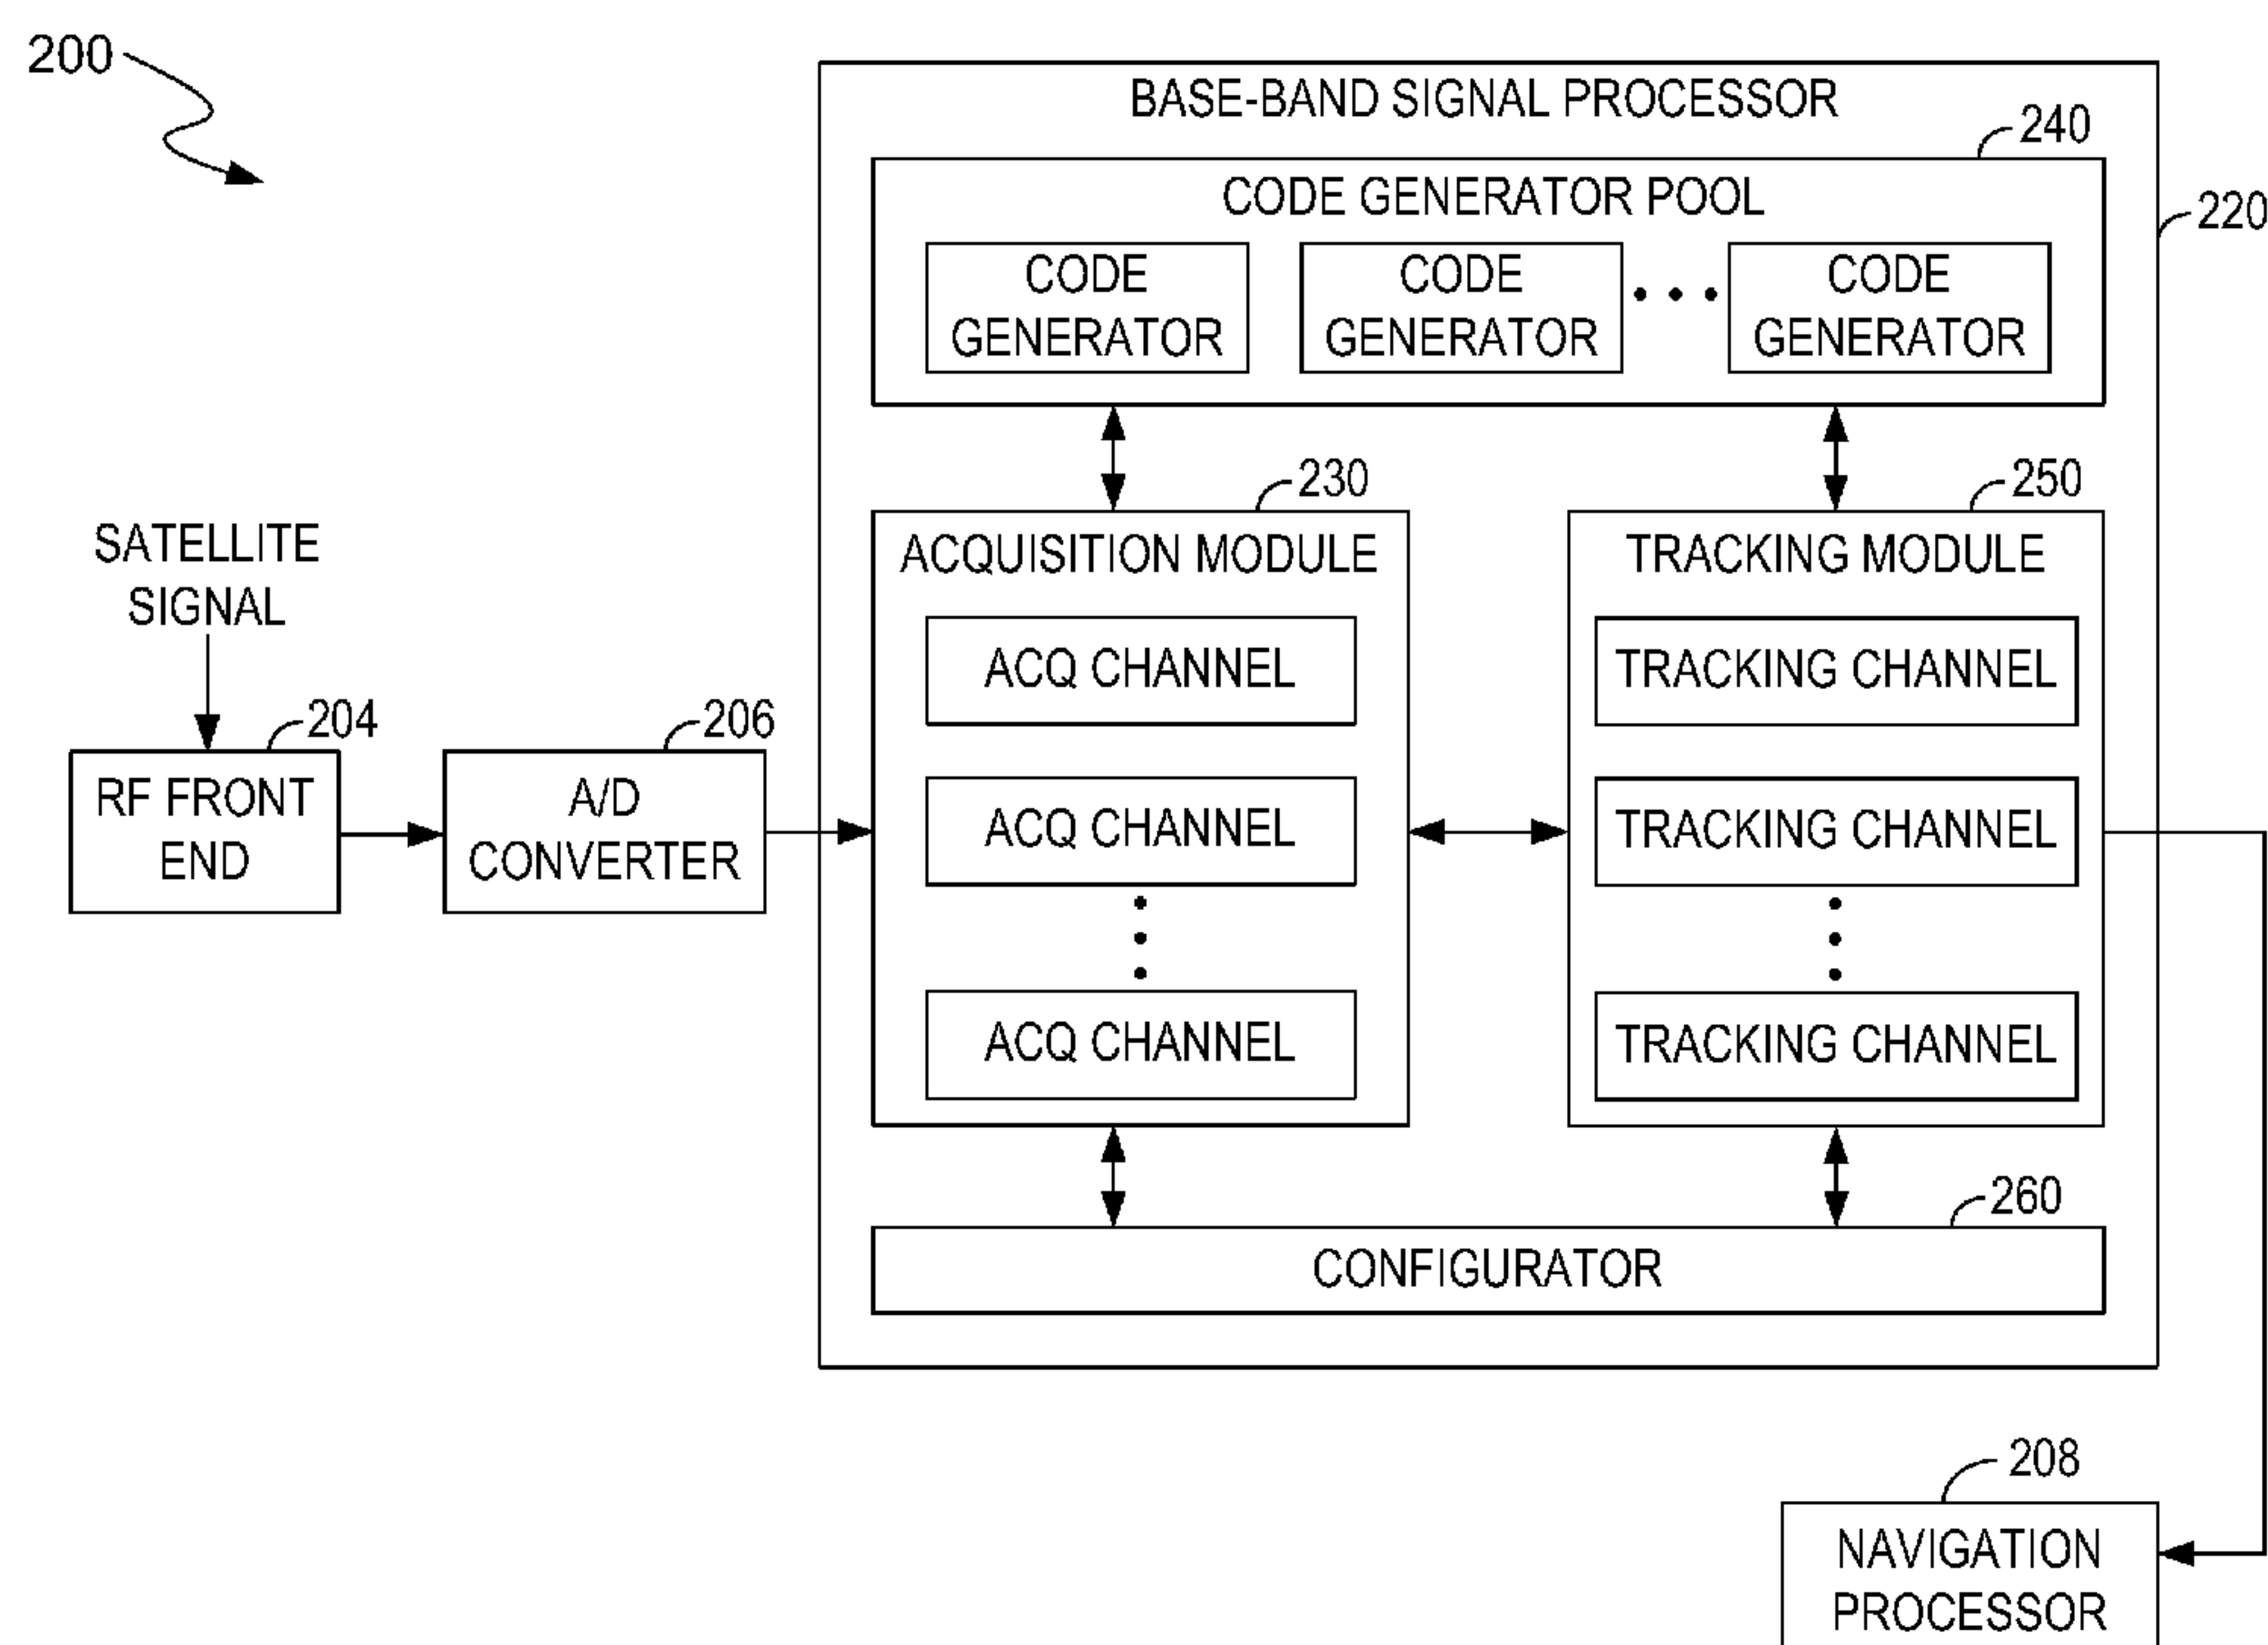 200
BASE-BAND SIGNAL PROCESSOR
240
CODE GENERATOR POOL
220
CODE
GENERATOR
CODE
GENERATOR
CODE
GENERATOR
SATELLITE
SIGNAL
204
RF FRONT
END
206
A/D
CONVERTER
230
ACQUISITION MODULE
ACQ CHANNEL
ACQ CHANNEL
ACQ CHANNEL
250
TRACKING MODULE
TRACKING CHANNEL
TRACKING CHANNEL
TRACKING CHANNEL
260
CONFIGURATOR
208
NAVIGATION
PROCESSOR